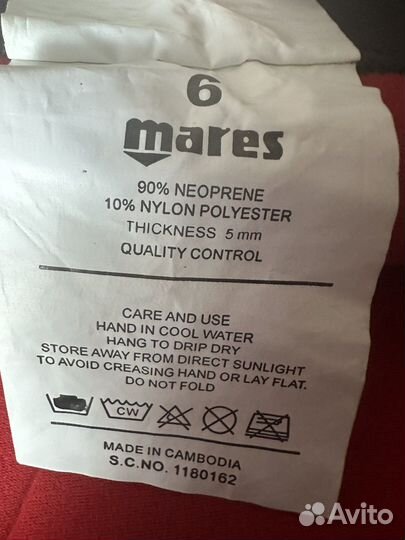 6
mares
90% NEOPRENE
10% NYLON POLYESTER
THICKNESS 5 mm
QUALITY CONTROL
CARE AND USE
HAND IN COOL WATER
HANG TO DRIP DRY
STORE AWAY FROM DIRECT SUNLIGHT
TO AVOID CREASING HAND OR LAY FLAT.
DO NOT FOLD
CW
MADE IN CAMBODIA
S.C.NO. 1180162
Avito